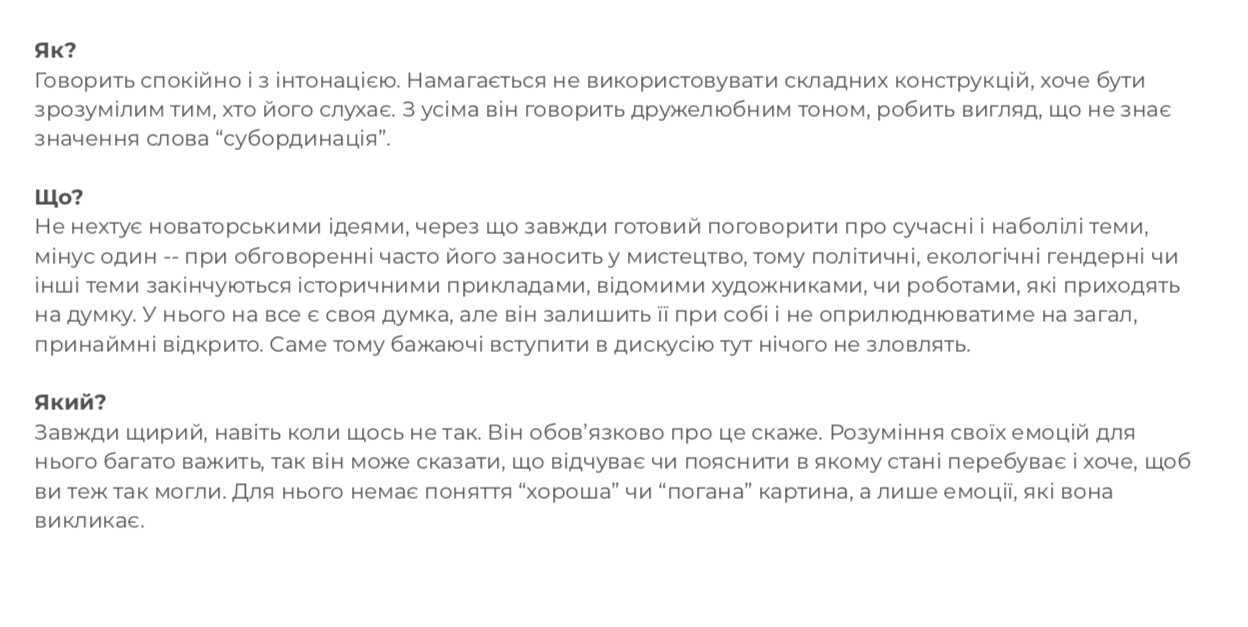 Як?
Говорить спокійно і з інтонацією. Намагається не використовувати складних конструкцій, хоче бути
зрозумілим тим, хто його слухає. З усіма він говорить дружелюбним тоном, робить вигляд, що не знає
значення слова “субординація”.
Що?
Не нехтує новаторськими ідеями, через що завжди готовий поговорити про сучасні і наболілі теми,
мінус один -- при обговоренні часто його заносить у мистецтво, тому політичні, екологічні гендерні чи
інші теми закінчуються історичними прикладами, відомими художниками, чи роботами, які приходять
на думку. У нього на все є своя думка, але він залишить її при собі і не оприлюднюватиме на загал,
принаймні відкрито. Саме тому бажаючі вступити в дискусію тут нічого не зловлять.
Який?
Завжди щирий, навіть коли щось не так. Він обов’язково про це скаже. Розуміння своїх емоцій для
нього багато важить, так він може сказати, що відчуває чи пояснити в якому стані перебуває і хоче, щоб
ви теж так могли. Для нього немає поняття “хороша” чи “погана” картина, а лише емоції, які вона
викликає.